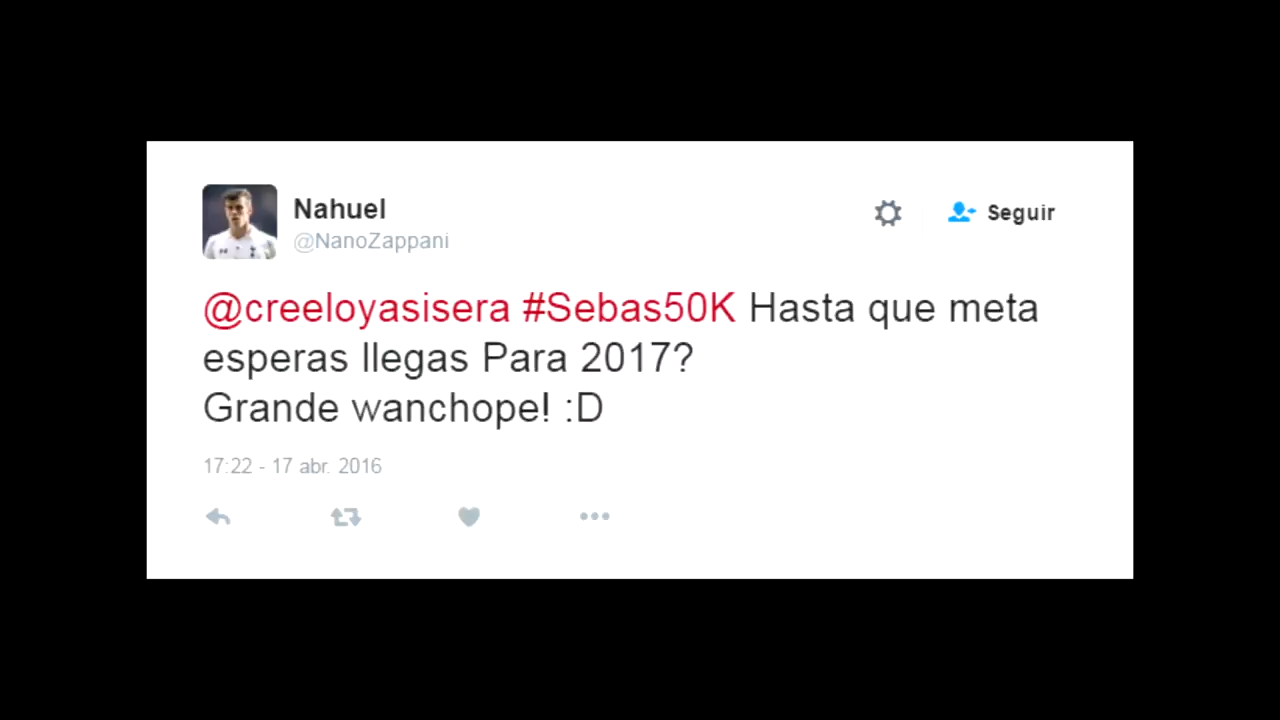 Nahuel
@NanoZappani
Seguir
@creeloyasisera #Sebas50K Hasta que meta
esperas llegas Para 2017?
Grande wanchope! :D
17:22 - 17 abr. 2016